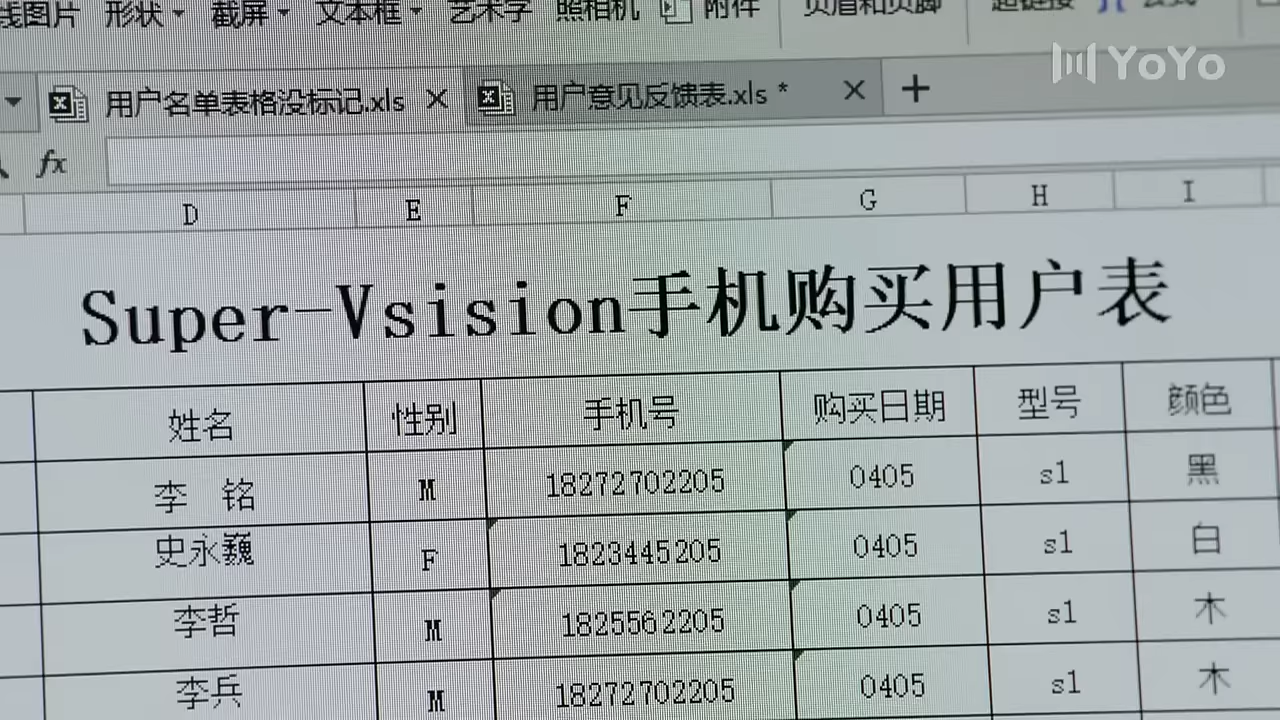 线图片 形状 截屏 文本框 艺术字 照相机 附件 页眉和页脚 超链接
YOYO
用户名单表格没标记.xls × 用户意见反馈表.xls * × +
fx
D E F G H I
Super-Vsision手机购买用户表
姓名 性别 手机号 购买日期 型号 颜色
李 铭 M 18272702205 0405 s1 黑
史永巍 F 1823445205 0405 s1 白
李哲 M 1825562205 0405 s1 木
李兵 M 18272702205 0405 s1 木